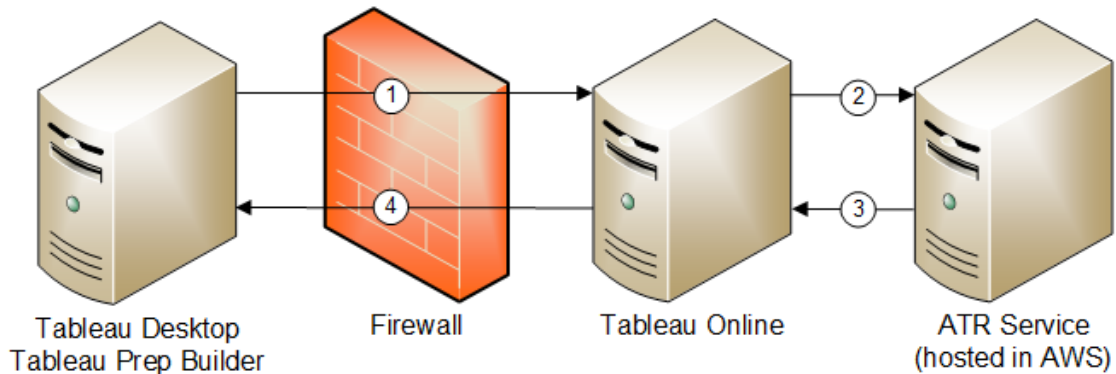 1
2
4
3
Tableau Desktop
Tableau Prep Builder
Firewall
Tableau Online
ATR Service
(hosted in AWS)